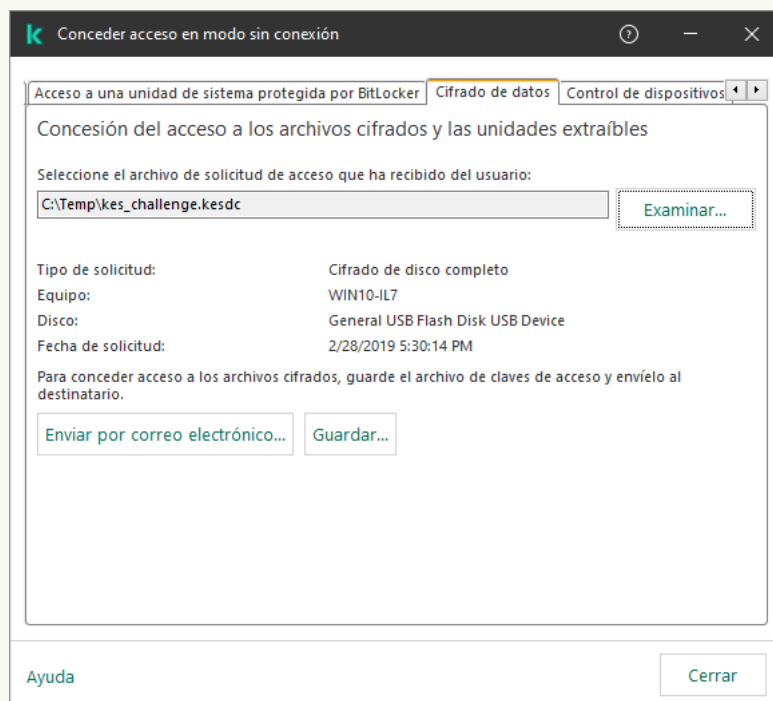 Conceder acceso en modo sin conexión
Acceso a una unidad de sistema protegida por BitLocker
Cifrado de datos
Control de dispositivos
Concesión del acceso a los archivos cifrados y las unidades extraíbles
Seleccione el archivo de solicitud de acceso que ha recibido del usuario:
C:\Temp\kes_challenge.kesdc
Examinar...
Tipo de solicitud: Cifrado de disco completo
Equipo: WIN10-IL7
Disco: General USB Flash Disk USB Device
Fecha de solicitud: 2/28/2019 5:30:14 PM
Para conceder acceso a los archivos cifrados, guarde el archivo de claves de acceso y envíelo al
destinatario.
Enviar por correo electrónico...
Guardar...
Ayuda
Cerrar